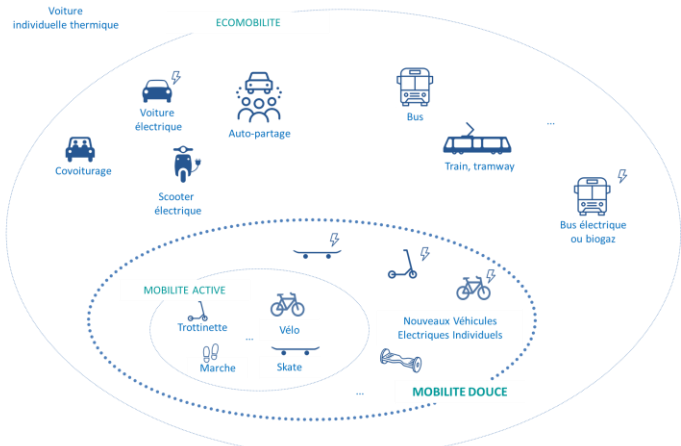 Voiture
individuelle thermique
ECOMOBILITE
Voiture
électrique
Auto-partage
Bus
...
Train, tramway
Covoiturage
Scooter
électrique
Bus électrique
ou biogaz
MOBILITE ACTIVE
Trottinette
Vélo
...
Marche
Skate
Nouveaux Véhicules
Electriques Individuels
...
MOBILITE DOUCE